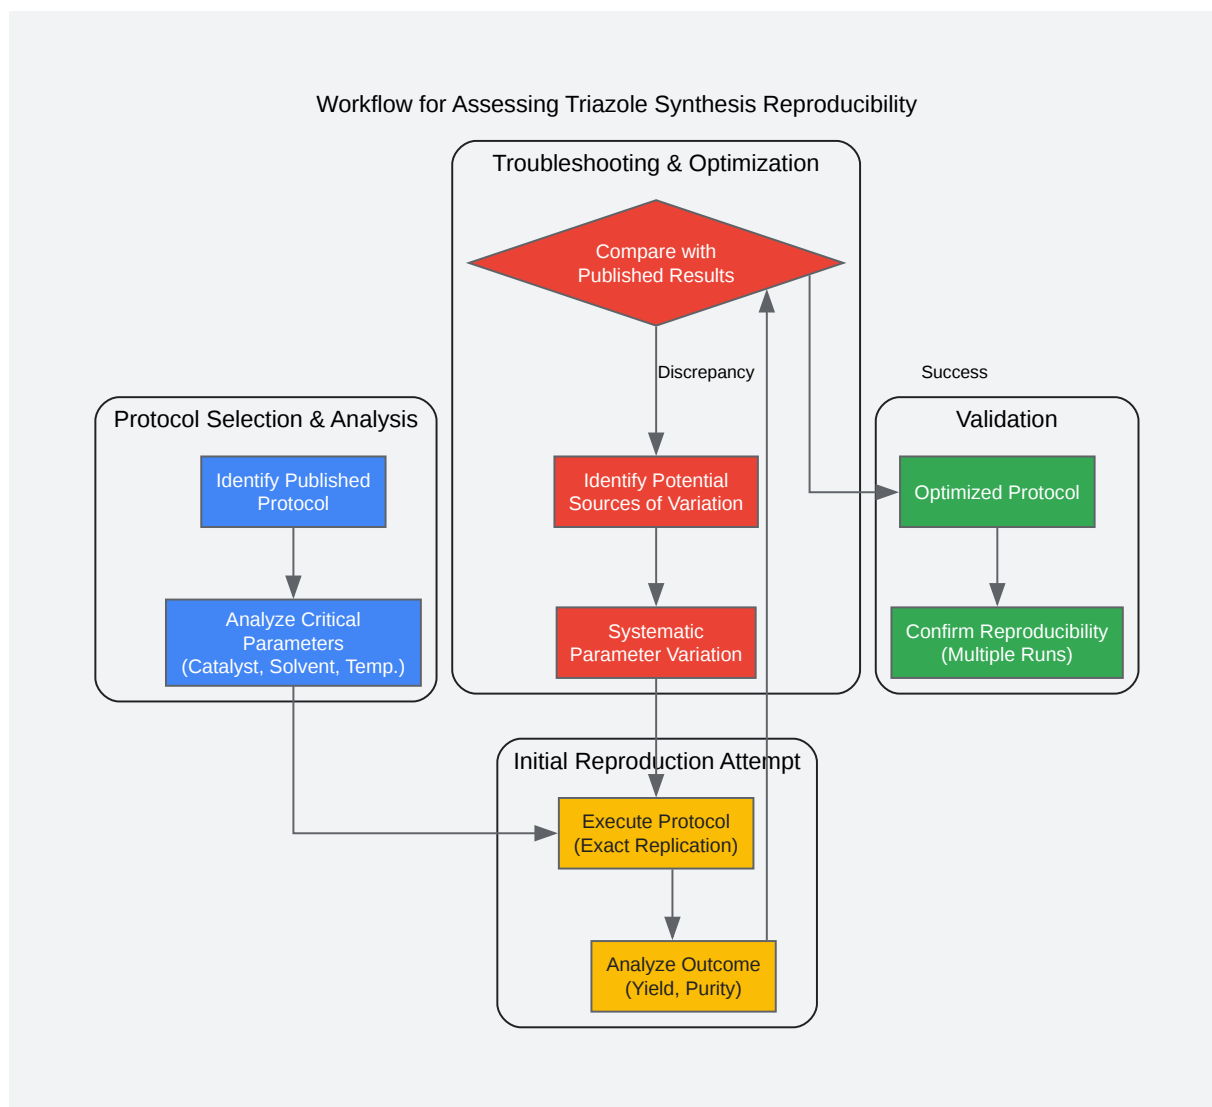 Workflow for Assessing Triazole Synthesis Reproducibility
Troubleshooting & Optimization
Compare with
Published Results
Discrepancy
Success
Protocol Selection & Analysis
Identify Published
Protocol
Analyze Critical
Parameters
(Catalyst, Solvent, Temp.)
Identify Potential
Sources of Variation
Systematic
Parameter Variation
Validation
Optimized Protocol
Confirm Reproducibility
(Multiple Runs)
Initial Reproduction Attempt
Execute Protocol
(Exact Replication)
Analyze Outcome
(Yield, Purity)